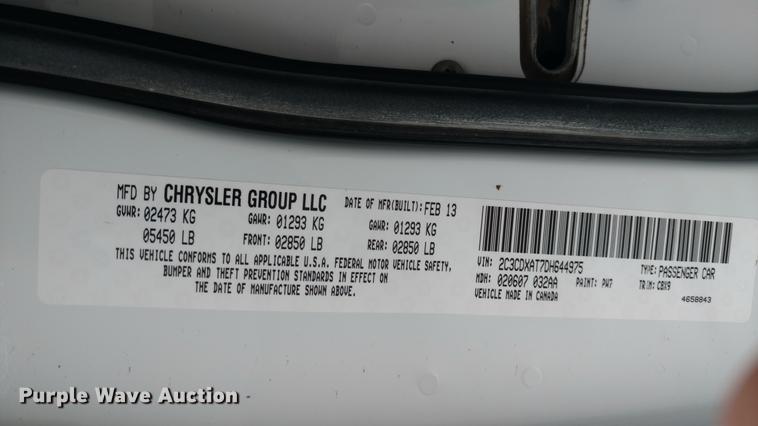 MFD BY CHRYSLER GROUP LLC DATE OF MFR(BUILT): FEB 13
GVWR: 02473 KG GAWR: 01293 KG GAWR: 01293 KG
05450 LB FRONT: 02850 LB REAR: 02850 LB
THIS VEHICLE CONFORMS TO ALL APPLICABLE U.S.A. FEDERAL MOTOR VEHICLE SAFETY,
BUMPER AND THEFT PREVENTION STANDARDS IN EFFECT ON
THE DATE OF MANUFACTURE SHOWN ABOVE.
VIN: 2C3CDXAT7DH644975 TYPE: PASSENGER CAR
MDH: 020607 032AA PAINT: PW7 TRIM: CBX9
VEHICLE MADE IN CANADA 4658843
Purple Wave Auction